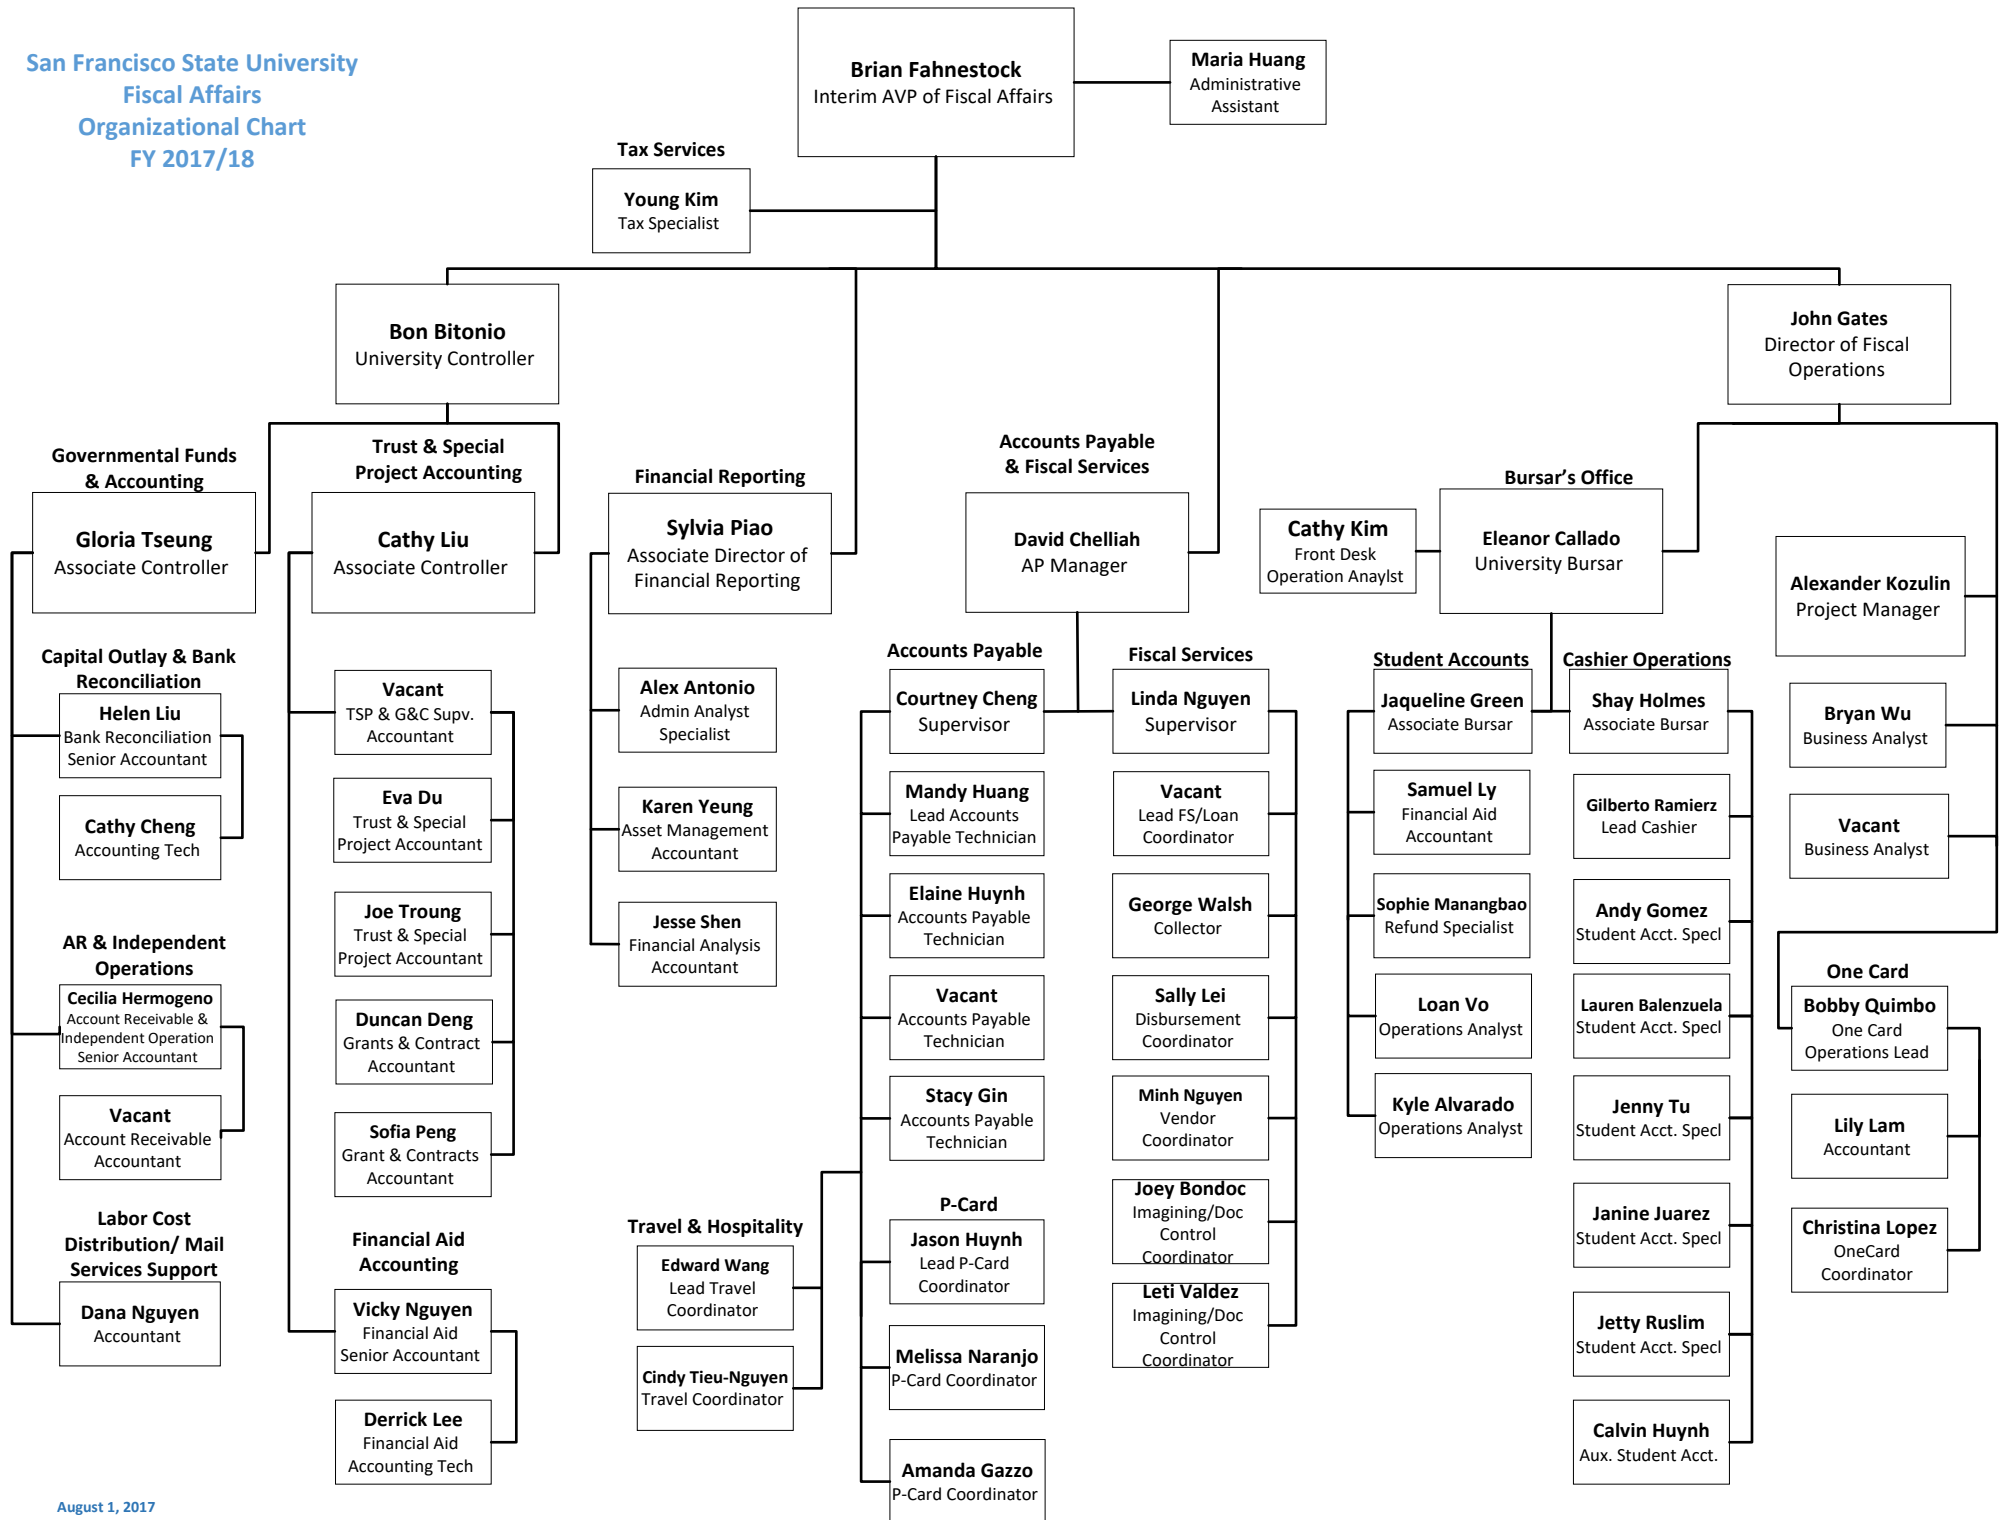 San Francisco State University
Fiscal Affairs
Organizational Chart
FY 2017/18
Brian Fahnestock
Interim AVP of Fiscal Affairs
Maria Huang
Administrative
Assistant
Tax Services
Young Kim
Tax Specialist
Bon Bitonio
University Controller
John Gates
Director of Fiscal
Operations
Governmental Funds
& Accounting
Gloria Tseung
Associate Controller
Trust & Special
Project Accounting
Cathy Liu
Associate Controller
Financial Reporting
Sylvia Piao
Associate Director of
Financial Reporting
Accounts Payable
& Fiscal Services
David Chelliah
AP Manager
Bursar’s Office
Cathy Kim
Front Desk
Operation Anaylst
Eleanor Callado
University Bursar
Alexander Kozulin
Project Manager
Bryan Wu
Business Analyst
Vacant
Business Analyst
Capital Outlay & Bank
Reconciliation
Helen Liu
Bank Reconciliation
Senior Accountant
Cathy Cheng
Accounting Tech
AR & Independent
Operations
Cecilia Hermogeno
Account Receivable &
Independent Operation
Senior Accountant
Vacant
Account Receivable
Accountant
Labor Cost
Distribution/ Mail
Services Support
Dana Nguyen
Accountant
Vacant
TSP & G&C Supv.
Accountant
Eva Du
Trust & Special
Project Accountant
Joe Troung
Trust & Special
Project Accountant
Duncan Deng
Grants & Contract
Accountant
Sofia Peng
Grant & Contracts
Accountant
Financial Aid
Accounting
Vicky Nguyen
Financial Aid
Senior Accountant
Derrick Lee
Financial Aid
Accounting Tech
Alex Antonio
Admin Analyst
Specialist
Karen Yeung
Asset Management
Accountant
Jesse Shen
Financial Analysis
Accountant
Travel & Hospitality
Edward Wang
Lead Travel
Coordinator
Cindy Tieu-Nguyen
Travel Coordinator
Accounts Payable
Courtney Cheng
Supervisor
Mandy Huang
Lead Accounts
Payable Technician
Elaine Huynh
Accounts Payable
Technician
Vacant
Accounts Payable
Technician
Stacy Gin
Accounts Payable
Technician
P-Card
Jason Huynh
Lead P-Card
Coordinator
Melissa Naranjo
P-Card Coordinator
Amanda Gazzo
P-Card Coordinator
Fiscal Services
Linda Nguyen
Supervisor
Vacant
Lead FS/Loan
Coordinator
George Walsh
Collector
Sally Lei
Disbursement
Coordinator
Minh Nguyen
Vendor
Coordinator
Joey Bondoc
Imagining/Doc
Control
Coordinator
Leti Valdez
Imagining/Doc
Control
Coordinator
Student Accounts
Jaqueline Green
Associate Bursar
Samuel Ly
Financial Aid
Accountant
Sophie Manangbao
Refund Specialist
Loan Vo
Operations Analyst
Kyle Alvarado
Operations Analyst
Cashier Operations
Shay Holmes
Associate Bursar
Gilberto Ramierz
Lead Cashier
Andy Gomez
Student Acct. Specl
Lauren Balenzuela
Student Acct. Specl
Jenny Tu
Student Acct. Specl
Janine Juarez
Student Acct. Specl
Jetty Ruslim
Student Acct. Specl
Calvin Huynh
Aux. Student Acct.
One Card
Bobby Quimbo
One Card
Operations Lead
Lily Lam
Accountant
Christina Lopez
OneCard
Coordinator
August 1, 2017